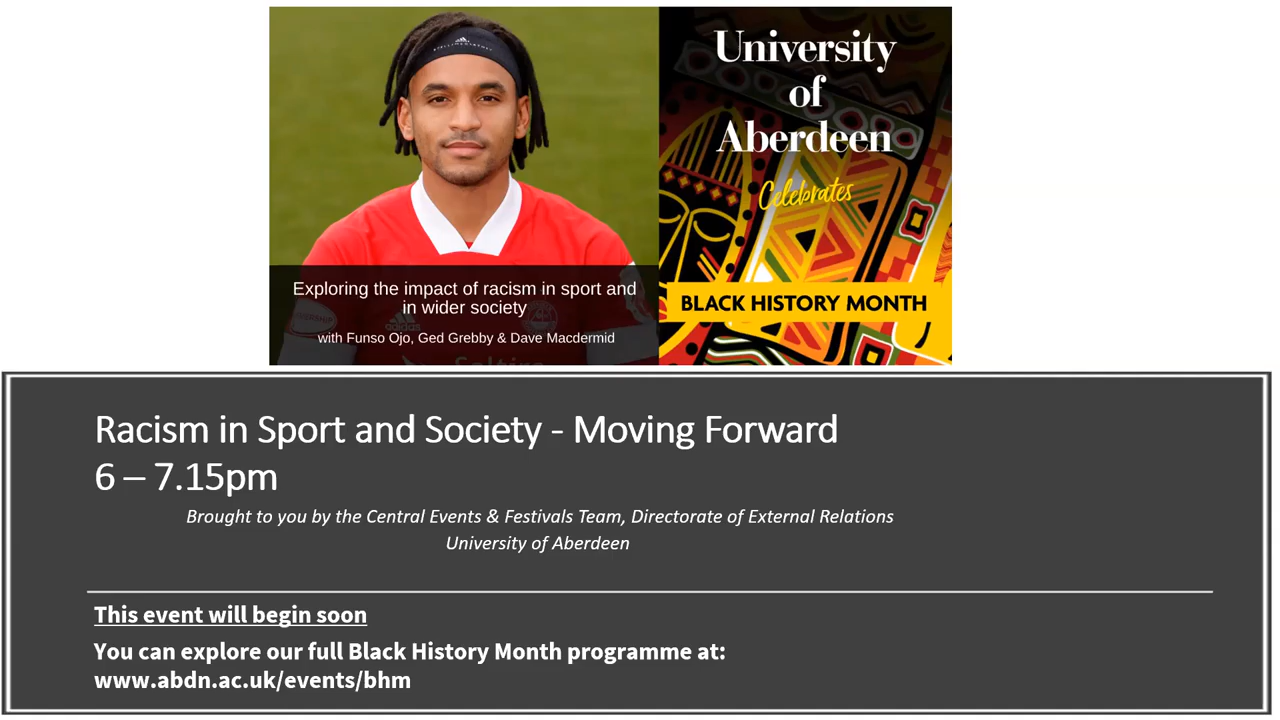 University
of
Aberdeen
Celebrates
BLACK HISTORY MONTH
Exploring the impact of racism in sport and
in wider society
with Funso Ojo, Ged Grebby & Dave Macdermid
adidas
Racism in Sport and Society - Moving Forward
6 – 7.15pm
Brought to you by the Central Events & Festivals Team, Directorate of External Relations
University of Aberdeen
This event will begin soon
You can explore our full Black History Month programme at:
www.abdn.ac.uk/events/bhm